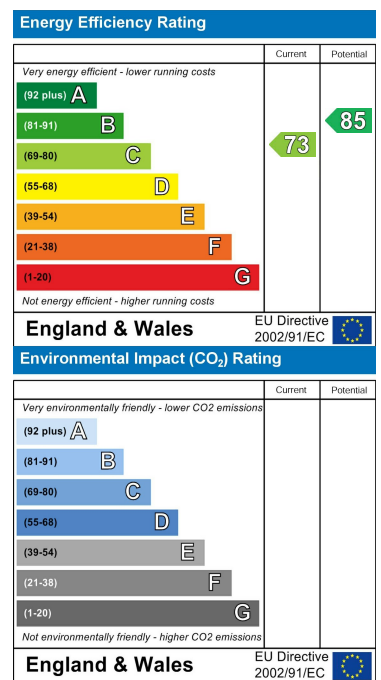 Energy Efficiency Rating
Current Potential
Very energy efficient - lower running costs
(92 plus) A
(81-91) B
(69-80) C
(55-68) D
(39-54) E
(21-38) F
(1-20) G
73
85
Not energy efficient - higher running costs
England & Wales
EU Directive
2002/91/EC
Environmental Impact (CO₂) Rating
Current Potential
Very environmentally friendly - lower CO2 emissions
(92 plus) A
(81-91) B
(69-80) C
(55-68) D
(39-54) E
(21-38) F
(1-20) G
Not environmentally friendly - higher CO2 emissions
England & Wales
EU Directive
2002/91/EC